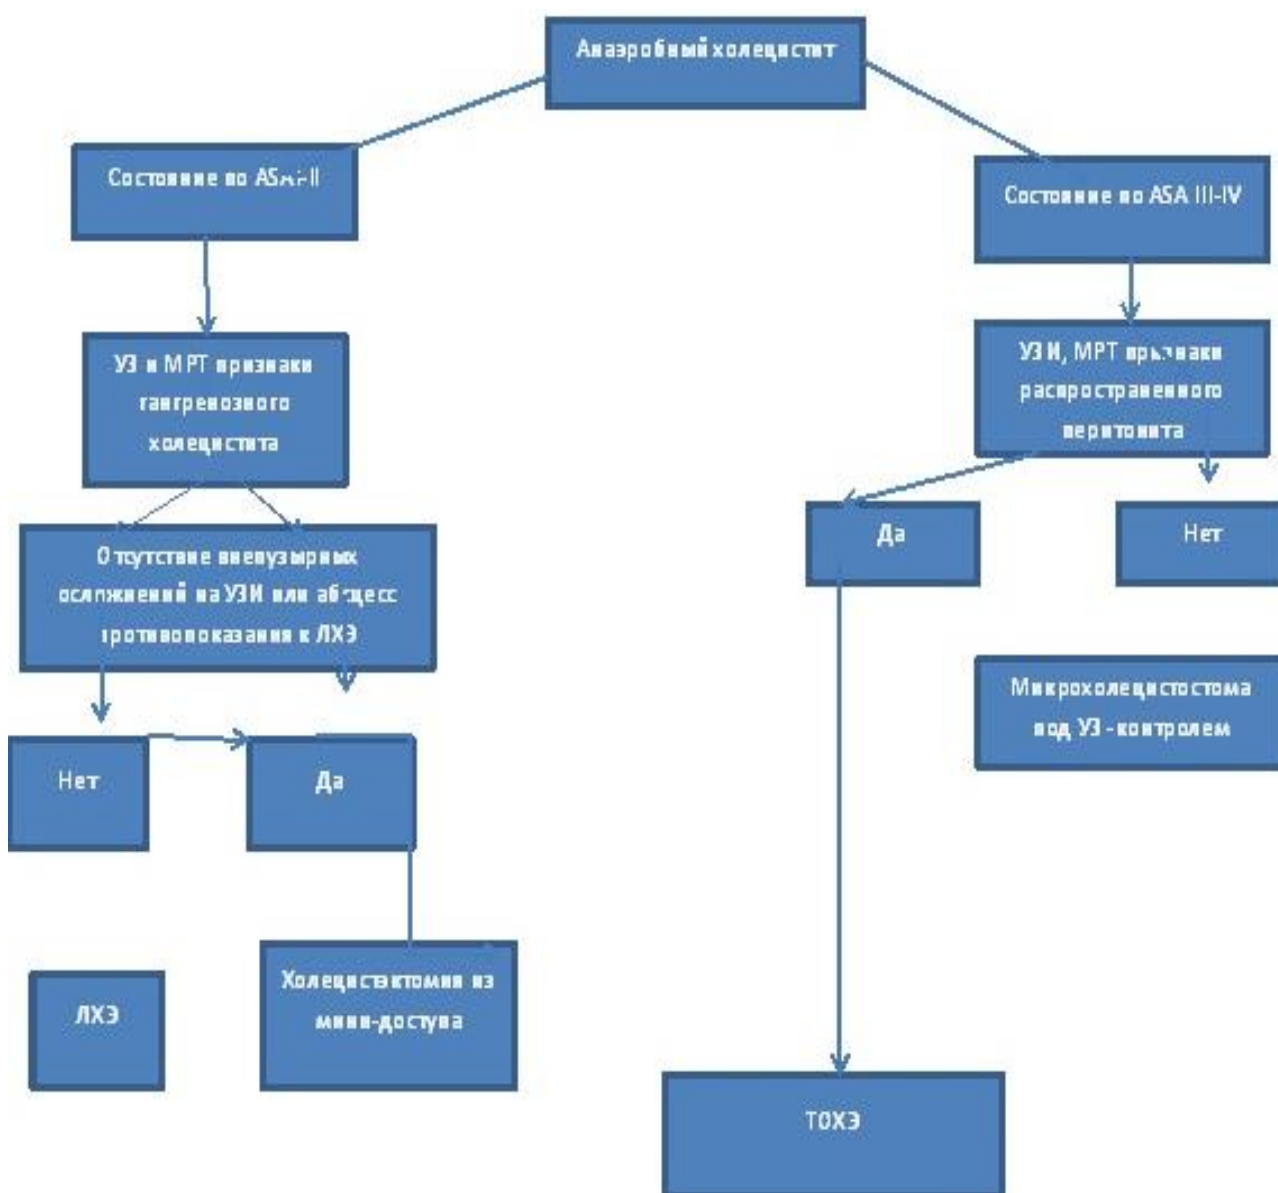 Анаэробный холецистит
Состояние по ASA I-II
Состояние по ASA III-IV
УЗ и МРТ признаки
гангренозного
холецистита
УЗИ, МРТ признаки
распространенного
перитонита
Отсутствие внепузырных
осложнений на УЗИ или абсцесс
противопоказания к ЛХЭ
Да
Нет
Микрохолецистостома
под УЗ -контролем
Нет
Да
ЛХЭ
Холецистэктомия из
мини-доступа
ТОХЭ